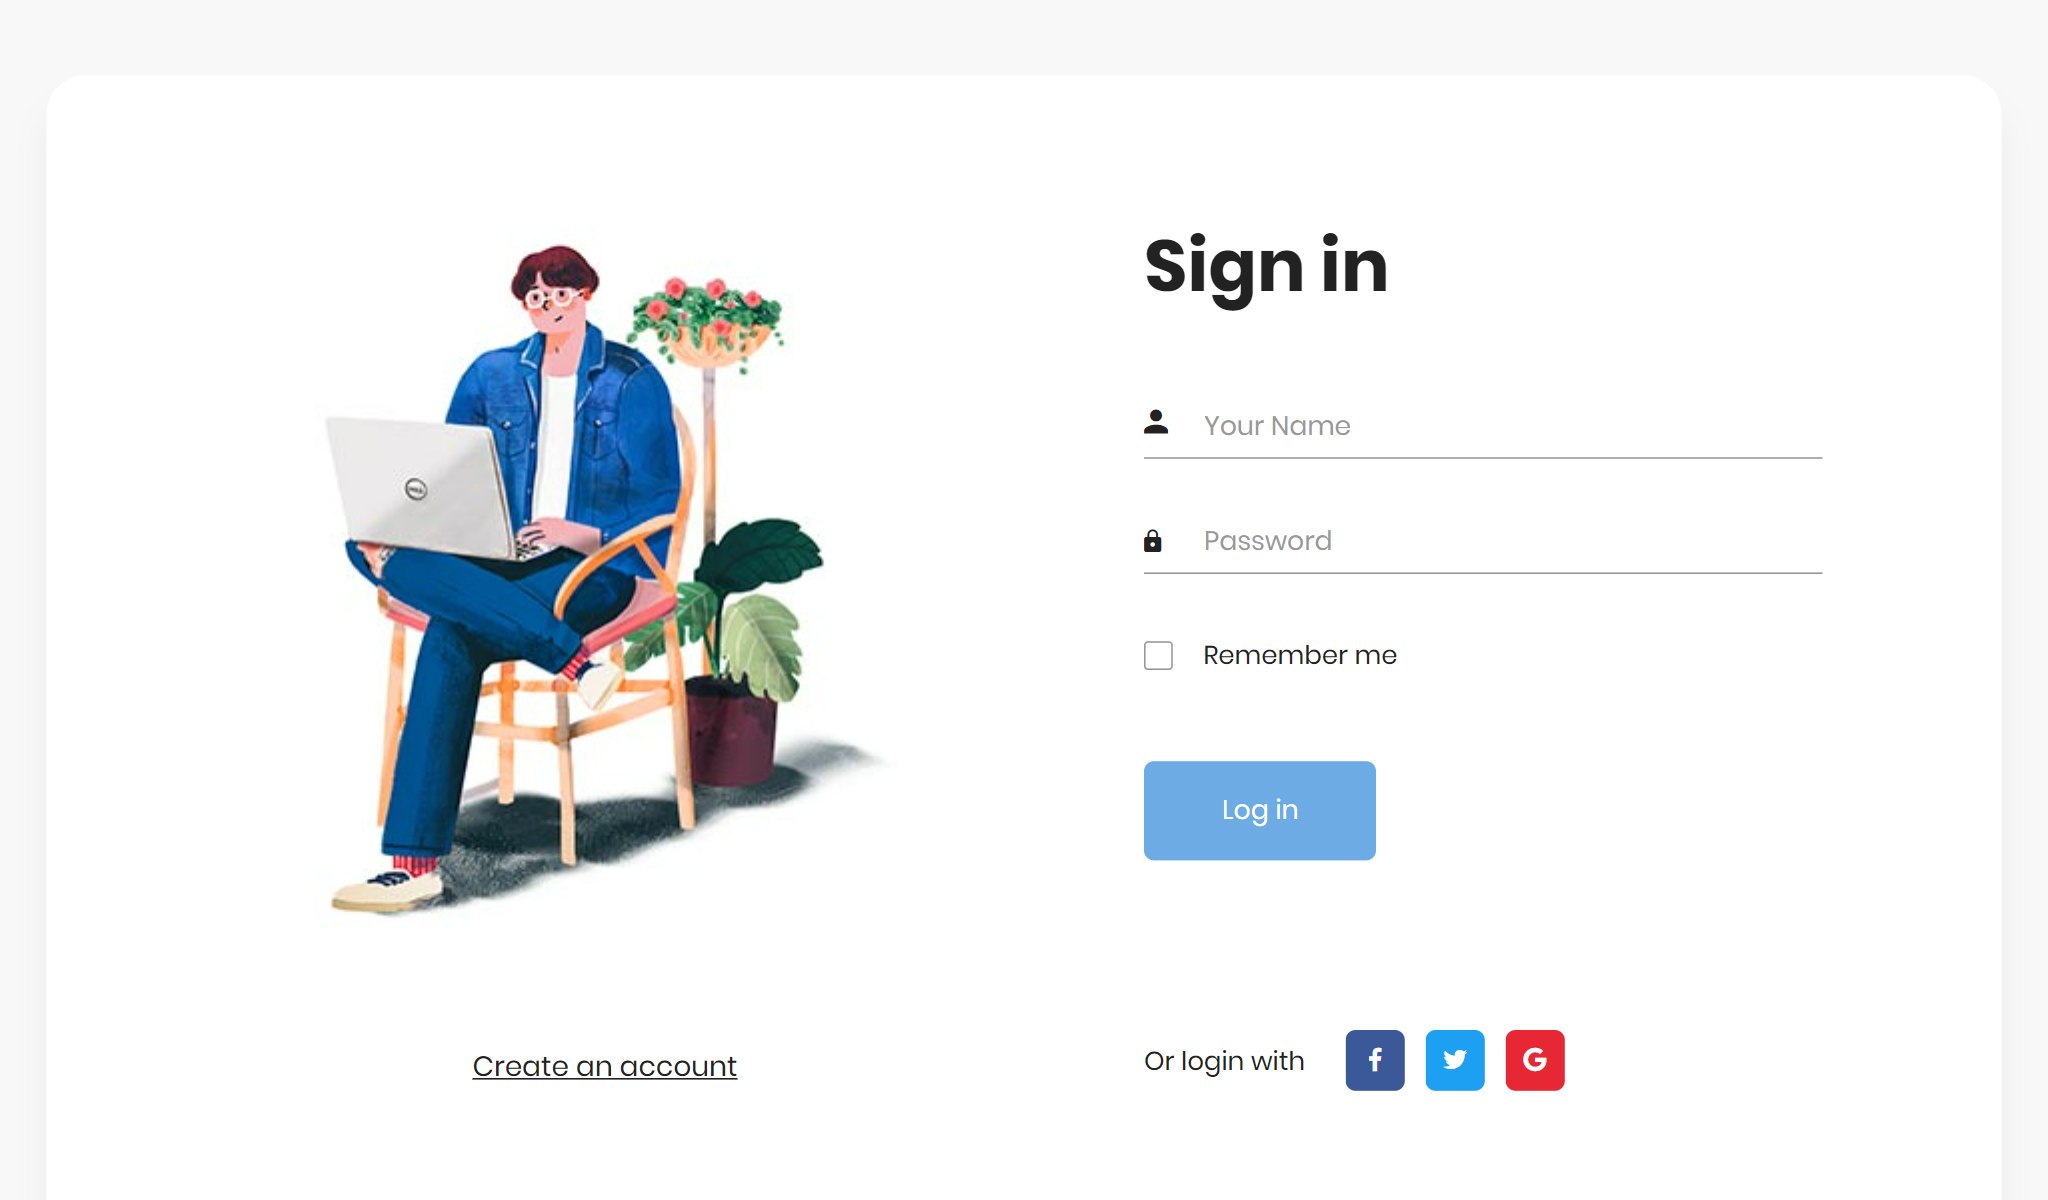 Sign in
Your Name
Password
Remember me
Log in
Create an account
Or login with